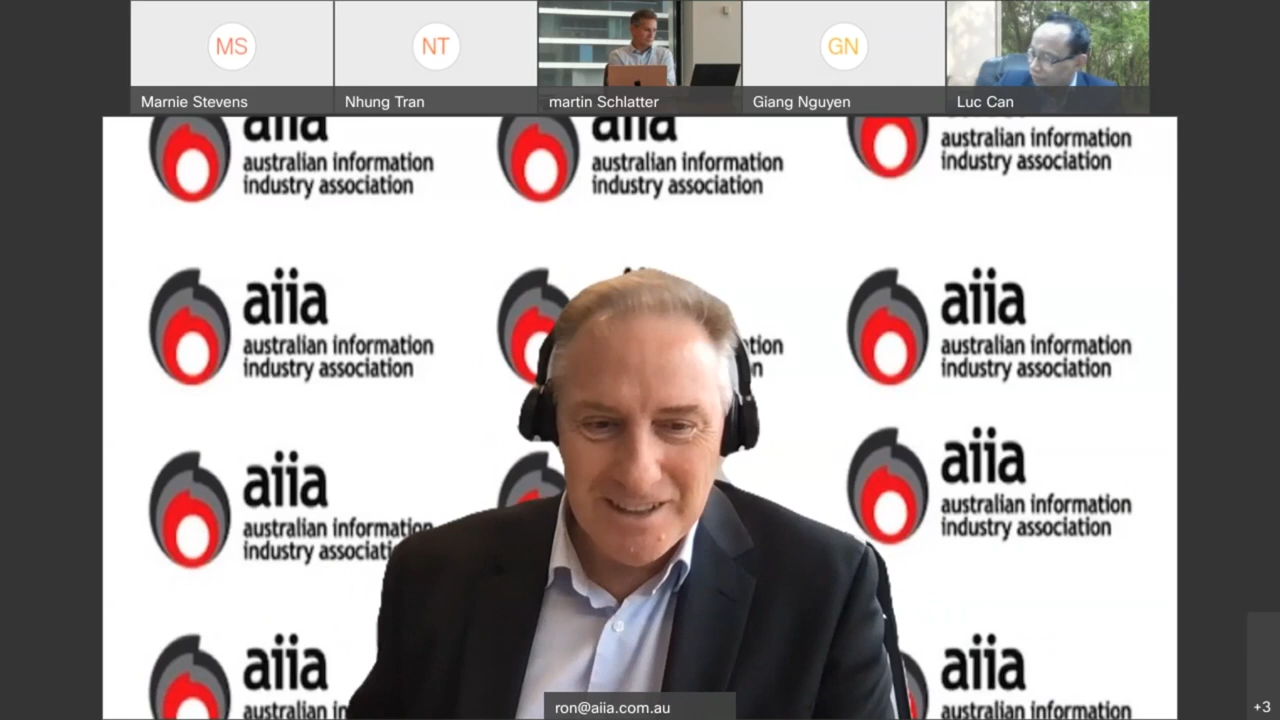 MS
NT
GN
Marnie Stevens
Nhung Tran
martin Schlatter
Giang Nguyen
Luc Can
aiia
australian information
industry association
aiia
australian information
industry association
australian information
industry association
aiia
australian information
industry association
aiia
australian information
industry association
aiia
australian information
industry association
aiia
australian information
industry association
aiia
aiia
australian information
ron@aiia.com.au
+3